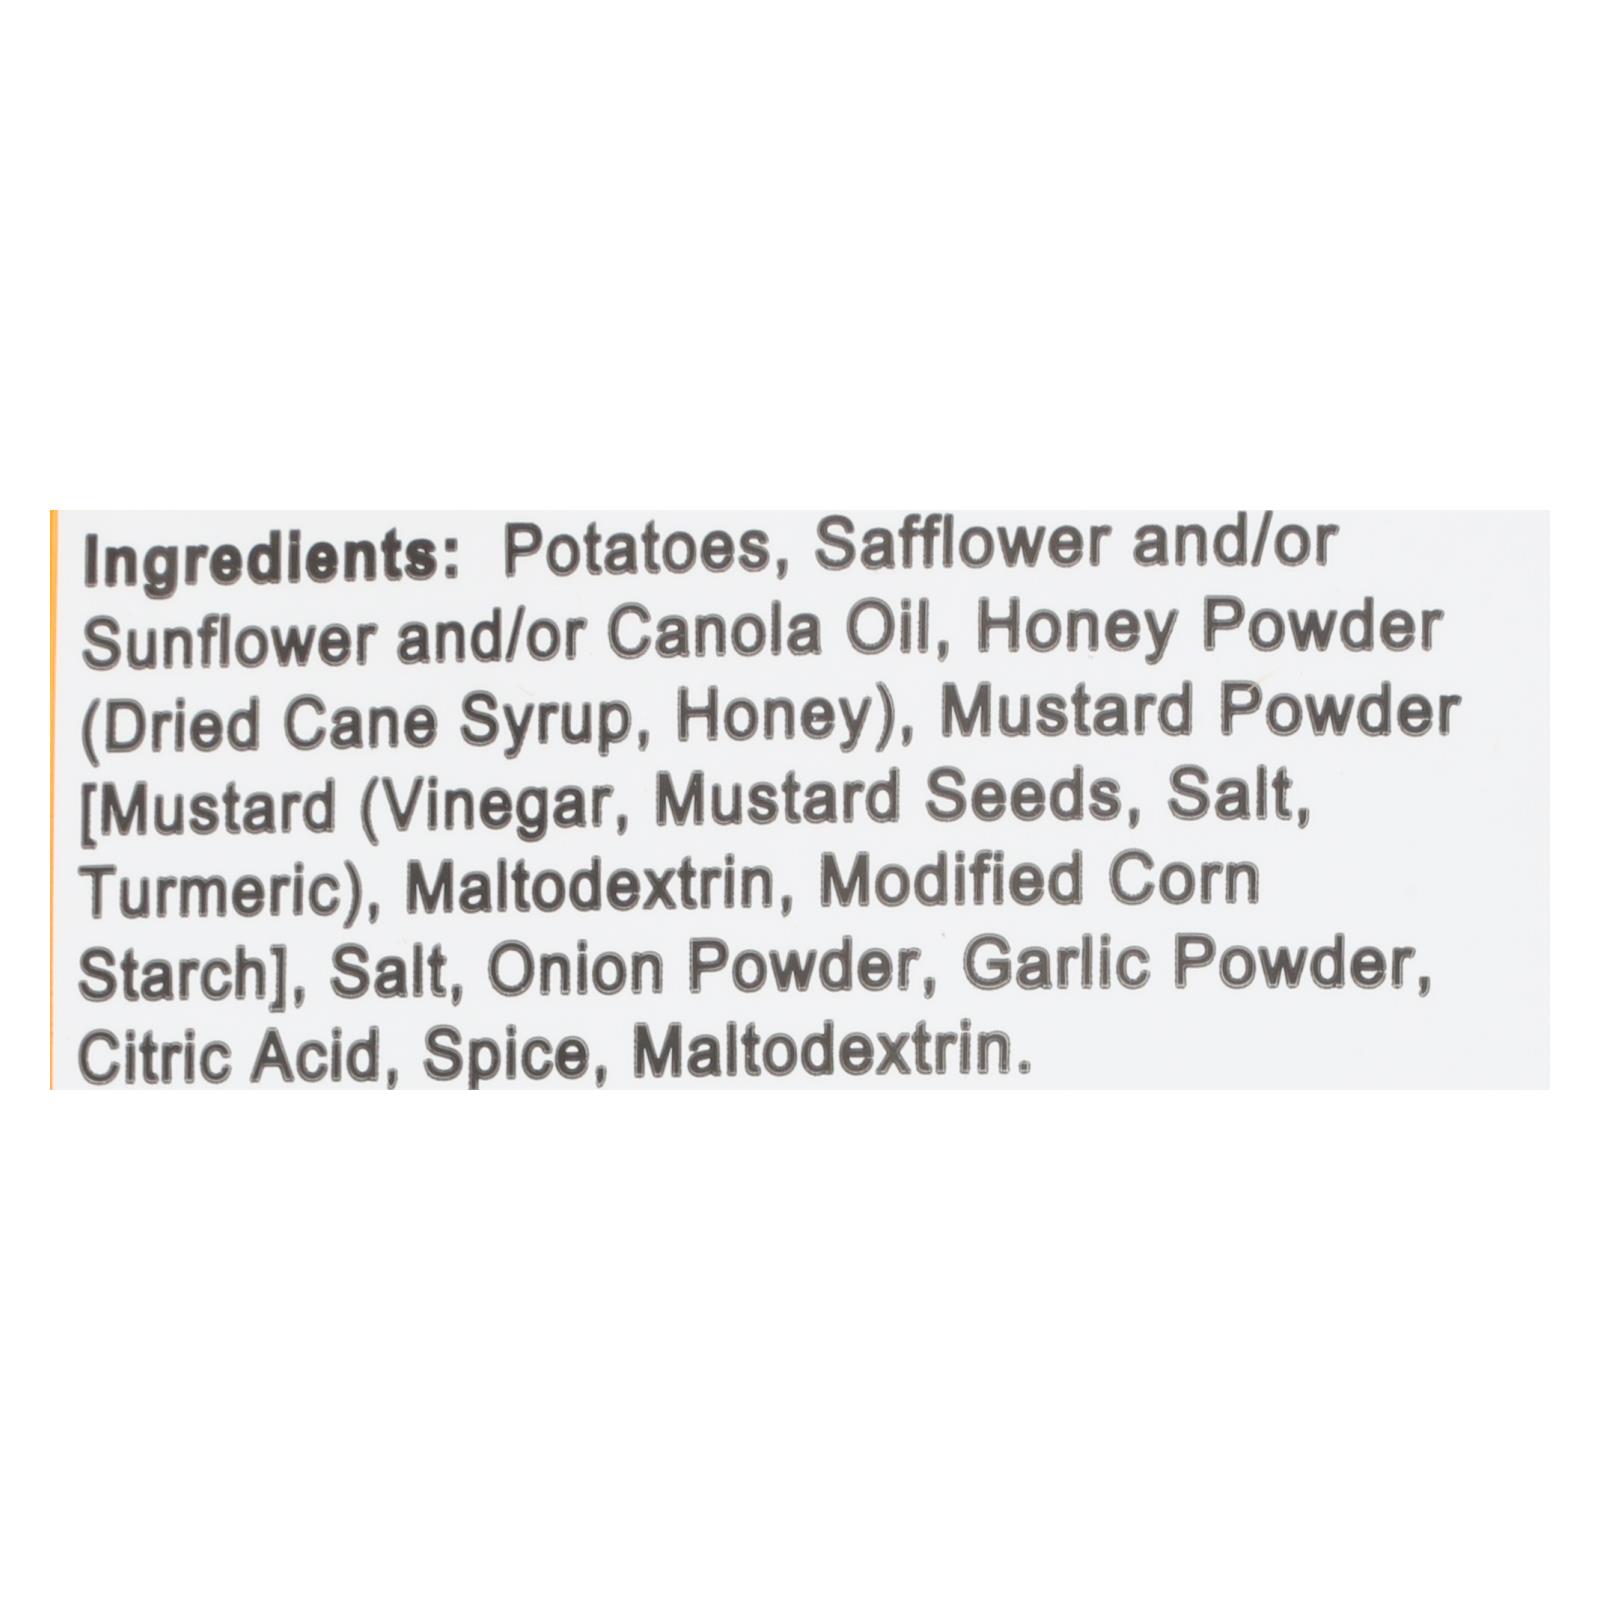 Ingredients: Potatoes, Safflower and/or
Sunflower and/or Canola Oil, Honey Powder
(Dried Cane Syrup, Honey), Mustard Powder
[Mustard (Vinegar, Mustard Seeds, Salt,
Turmeric), Maltodextrin, Modified Corn
Starch], Salt, Onion Powder, Garlic Powder,
Citric Acid, Spice, Maltodextrin.